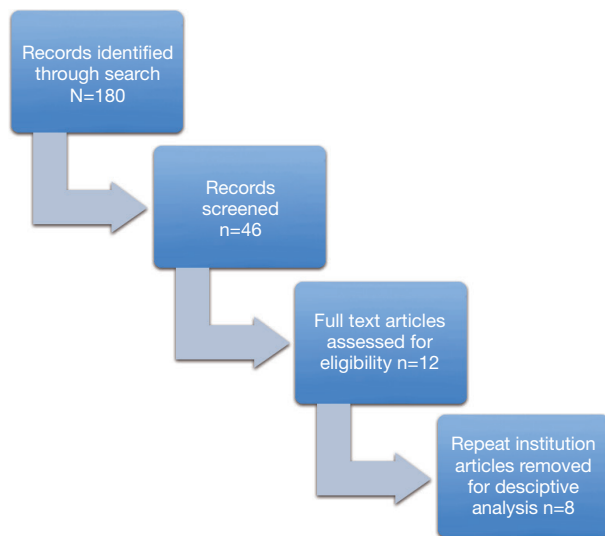 Records identified
through search
N=180
Records
screened
n=46
Full text articles
assessed for
eligibility n=12
Repeat institution
articles removed
for desciptive
analysis n=8